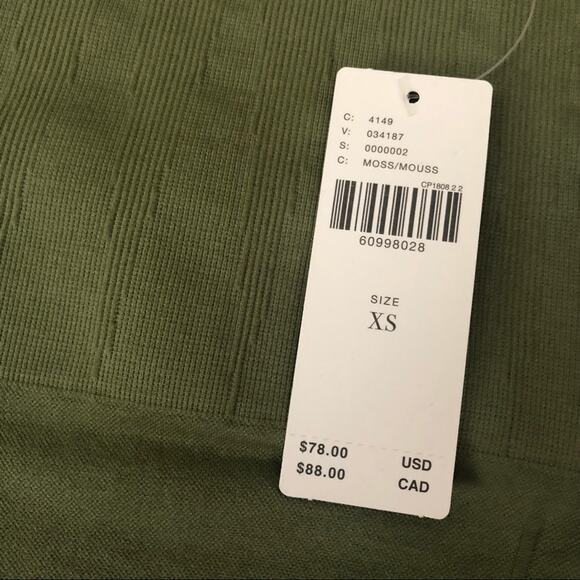 C: 4149
V: 034187
S: 0000002
C: MOSS/MOUSS
CP1808 2 2
60998028
SIZE
XS
$78.00 USD
$88.00 CAD